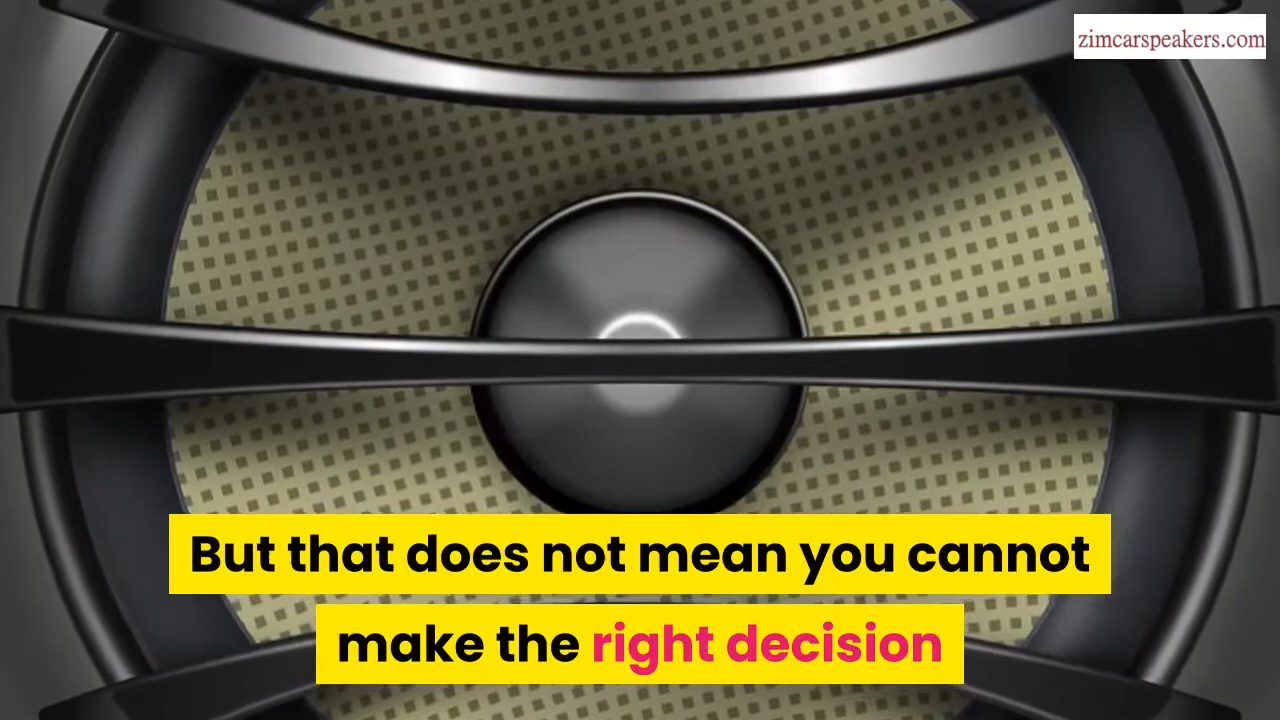 zimcarspeakers.com
But that does not mean you cannot
make the right decision